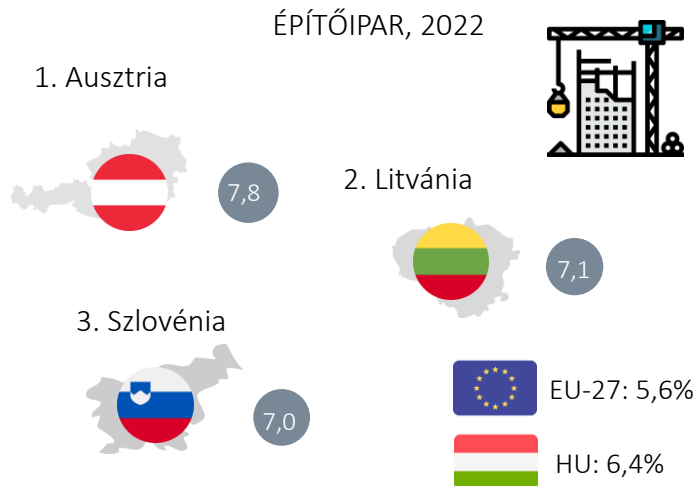 ÉPÍTŐIPAR, 2022
1. Ausztria
7,8
2. Litvánia
7,1
3. Szlovénia
7,0
EU-27: 5,6%
HU: 6,4%